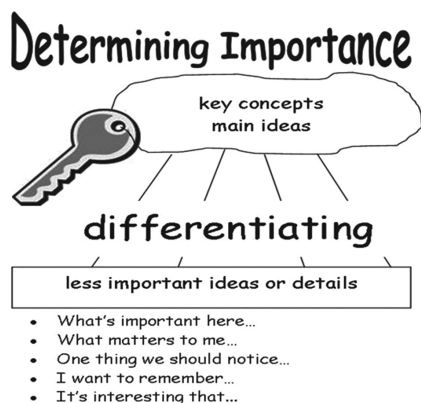 Determining Importance
key concepts
main ideas
differentiating
less important ideas or details
• What's important here...
• What matters to me...
• One thing we should notice...
• I want to remember...
• It's interesting that...